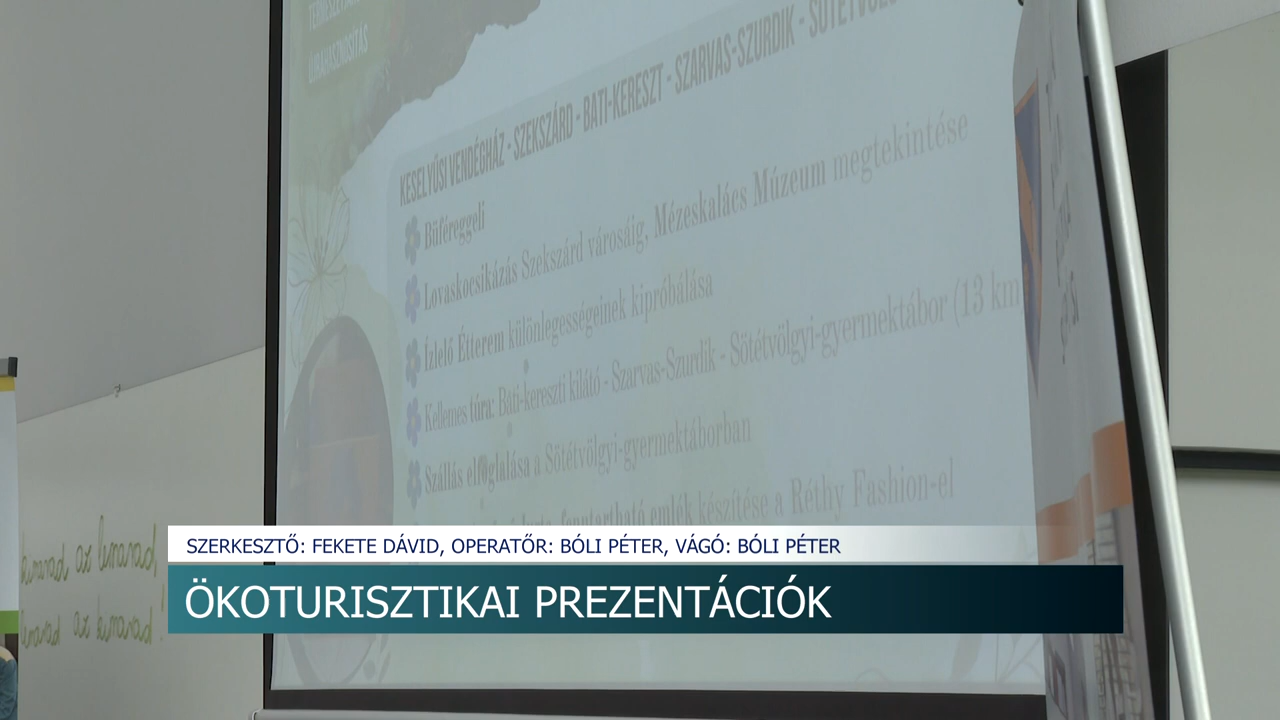 ÚJRAHASZNOSÍTÁS
KESELYŰSI VENDÉGHÁZ - SZEKSZÁRD - BATI-KERESZT - SZARVAS-SZURDIK -
Büféreggeli
Lovaskocsikázás Szekszárd városáig, Mézeskalács Múzeum megtekintése
Ízlelő Étterem különlegességeinek kipróbálása
Kellemes túra: Bati-kereszti kilátó - Szarvas-Szurdik - Sötétvölgyi-gyermektábor (13 km
Szállás elfoglalása a Sötétvölgyi-gyermektáborban
fenntartható emlék készítése a Réthy Fashion-el
SZERKESZTŐ: FEKETE DÁVID, OPERATŐR: BÓLI PÉTER, VÁGÓ: BÓLI PÉTER
ÖKOTURISZTIKAI PREZENTÁCIÓK